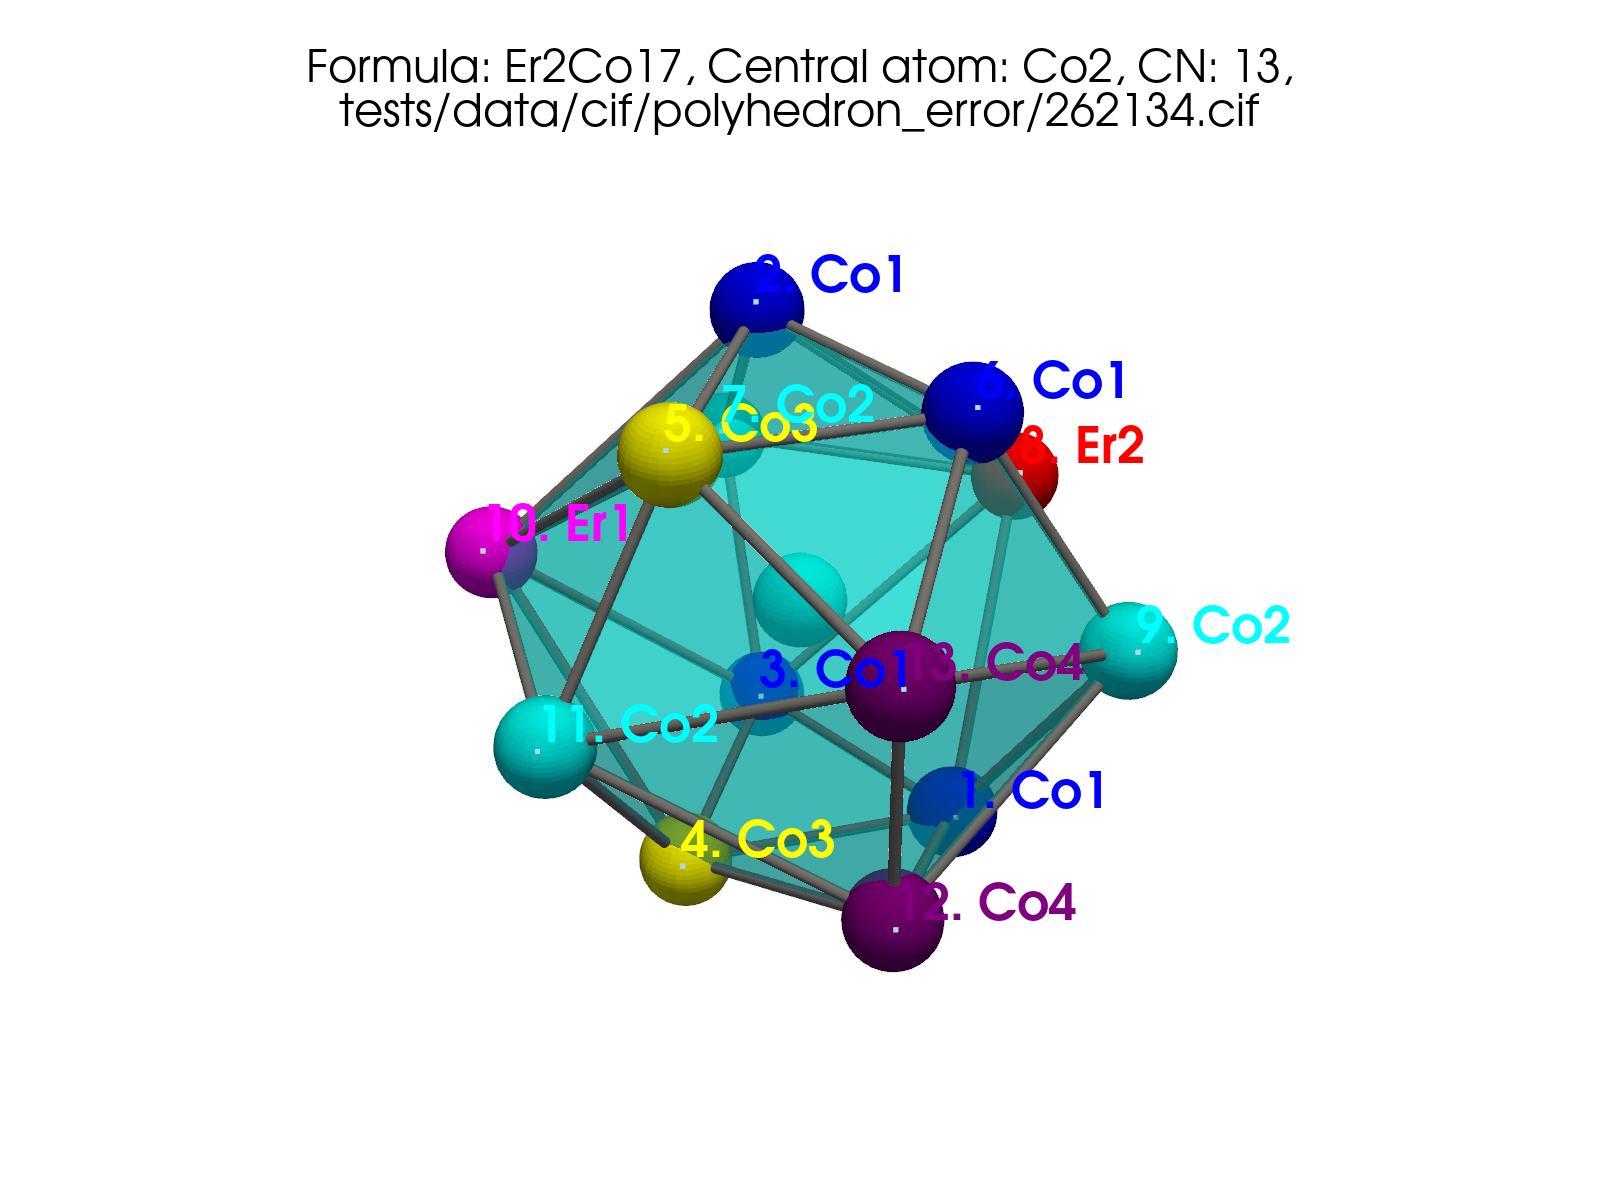 Formula: Er2Co17, Central atom: Co2, CN: 13,
tests/data/cif/polyhedron_error/262134.cif
2. Co1
6. Co1
7. Co2
5. Co3
8. Er2
10. Er1
9. Co2
3. Co1
13. Co4
11. Co2
1. Co1
4. Co3
12. Co4